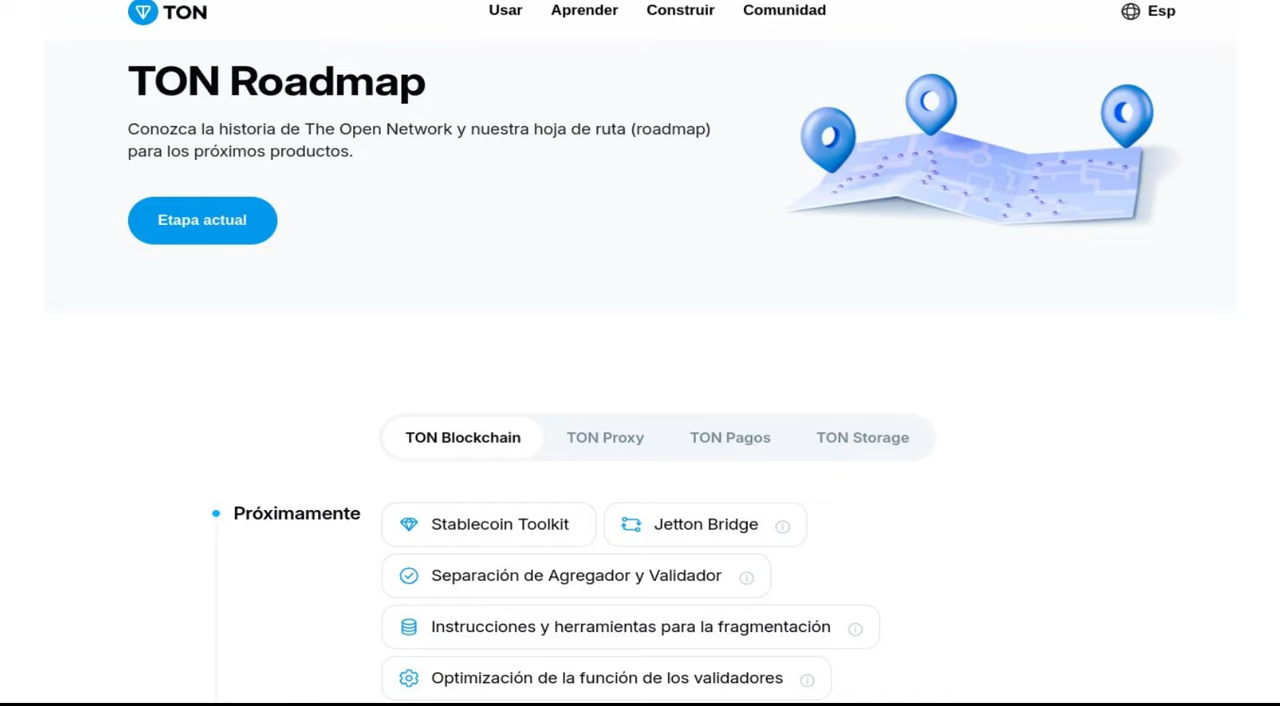 TON
Usar Aprender Construir Comunidad
Esp
TON Roadmap
Conozca la historia de The Open Network y nuestra hoja de ruta (roadmap)
para los próximos productos.
Etapa actual
TON Blockchain TON Proxy TON Pagos TON Storage
Próximamente
Stablecoin Toolkit Jetton Bridge
Separación de Agregador y Validador
Instrucciones y herramientas para la fragmentación
Optimización de la función de los validadores